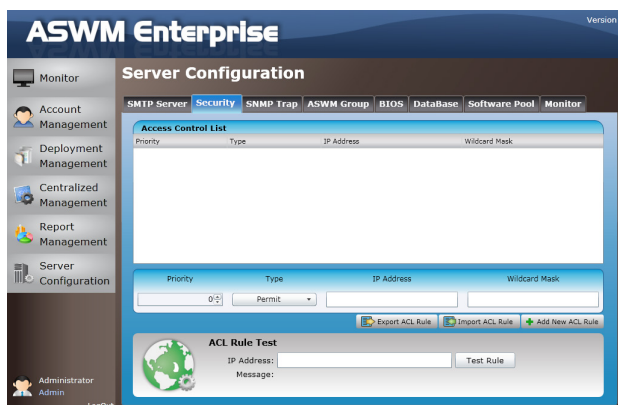 ASWM Enterprise
Version
Monitor
Account
Management
Deployment
Management
Centralized
Management
Report
Management
Server
Configuration
Administrator
Admin
LogOut
Server Configuration
SMTP Server Security SNMP Trap ASWM Group BIOS DataBase Software Pool Monitor
Access Control List
Priority Type IP Address Wildcard Mask
Priority Type IP Address Wildcard Mask
0 Permit
Export ACL Rule Import ACL Rule Add New ACL Rule
ACL Rule Test
IP Address: Test Rule
Message: